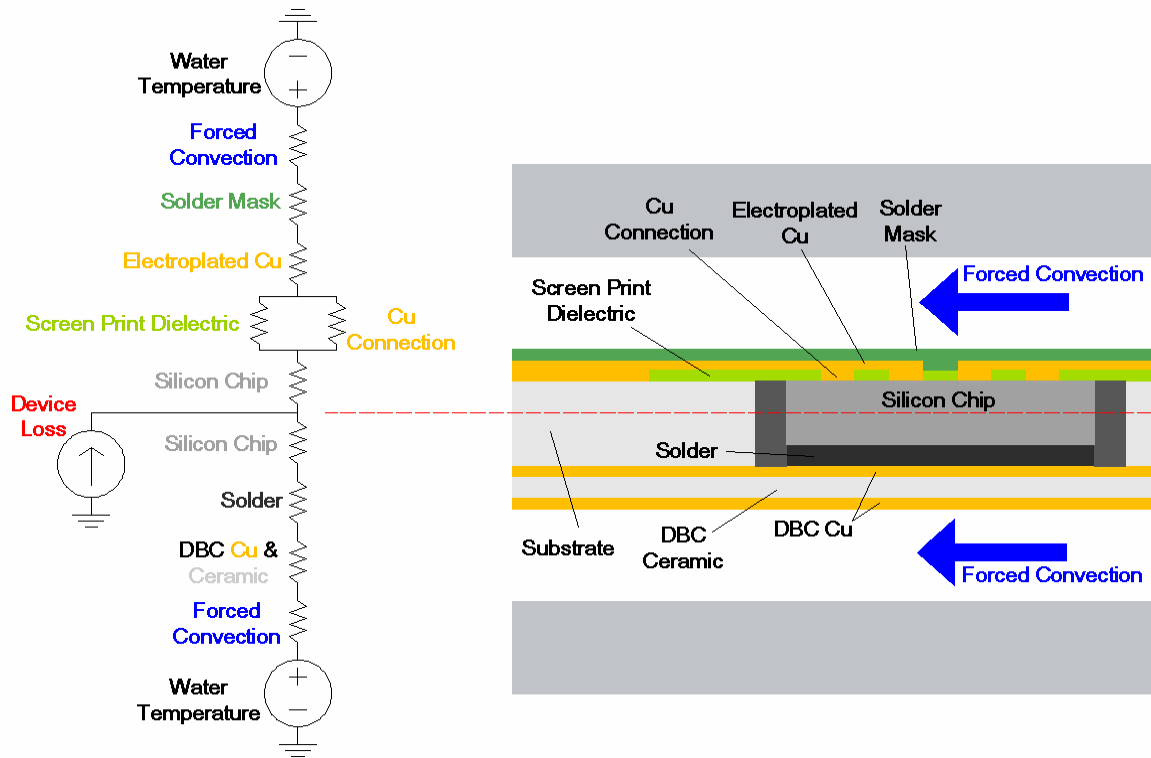 Water
Temperature
Forced
Convection
Solder Mask
Electroplated Cu
Screen Print Dielectric
Cu
Connection
Silicon Chip
Device
Loss
Silicon Chip
Solder
DBC Cu &
Ceramic
Forced
Convection
Water
Temperature
Cu
Connection
Electroplated
Cu
Solder
Mask
Forced Convection
Screen Print
Dielectric
Silicon Chip
Solder
Substrate
DBC
Ceramic
DBC Cu
Forced Convection